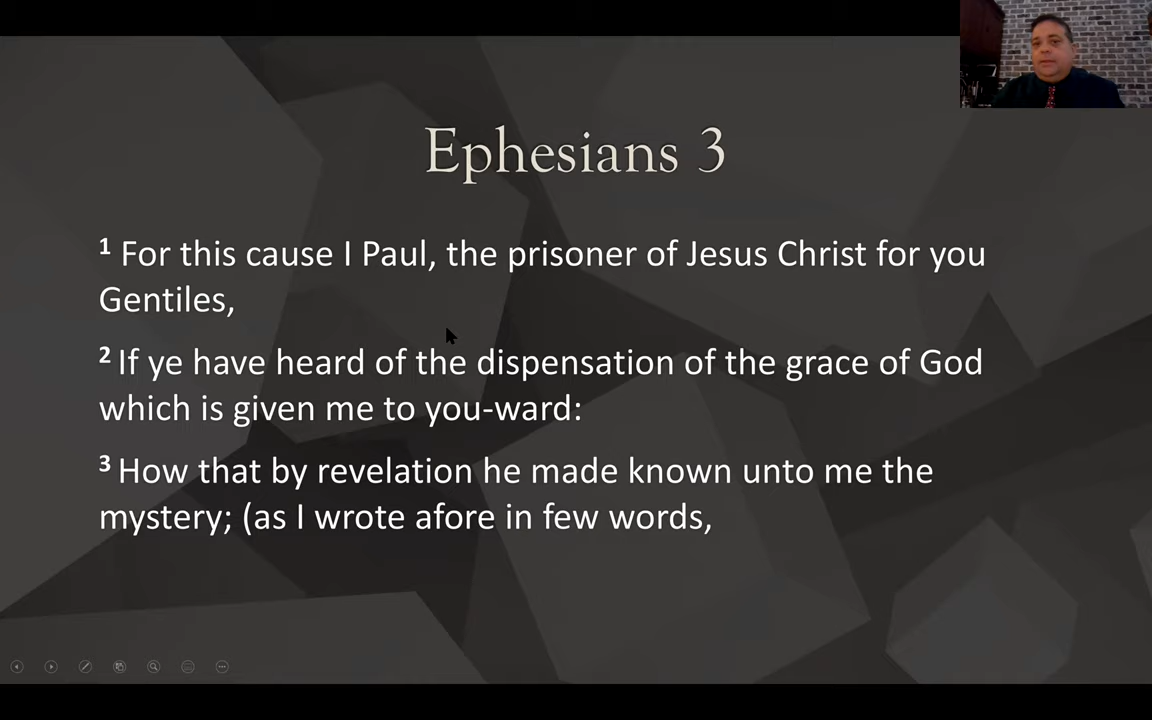 Ephesians 3
1 For this cause I Paul, the prisoner of Jesus Christ for you
Gentiles,
2 If ye have heard of the dispensation of the grace of God
which is given me to you-ward:
3 How that by revelation he made known unto me the
mystery; (as I wrote afore in few words,